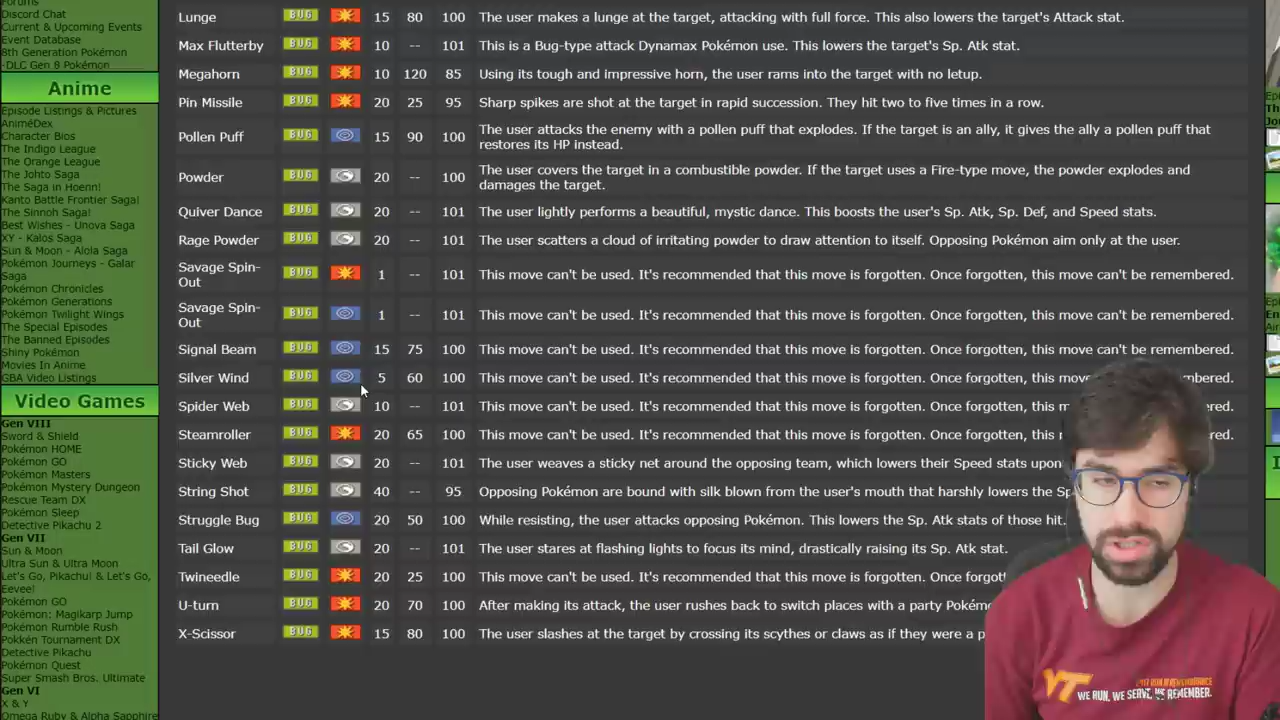 Forums
Discord Chat
Current & Upcoming Events
Event Database
8th Generation Pokémon
-DLC Gen 8 Pokémon
Anime
Episode Listings & Pictures
AniméDex
Character Bios
The Indigo League
The Orange League
The Johto Saga
The Saga in Hoenn!
Kanto Battle Frontier Saga!
The Sinnoh Saga!
Best Wishes - Unova Saga
XY - Kalos Saga
Sun & Moon - Alola Saga
Pokémon Journeys - Galar
Saga
Pokémon Chronicles
Pokémon Generations
Pokémon Twilight Wings
The Special Episodes
The Banned Episodes
Shiny Pokémon
Movies In Anime
GBA Video Listings
Video Games
Gen VIII
Sword & Shield
Pokémon HOME
Pokémon GO
Pokémon Masters
Pokémon Mystery Dungeon
Rescue Team DX
Pokémon Sleep
Detective Pikachu 2
Gen VII
Sun & Moon
Ultra Sun & Ultra Moon
Let's Go, Pikachu! & Let's Go,
Eevee!
Pokémon GO
Pokémon: Magikarp Jump
Pokémon Rumble Rush
Pokkén Tournament DX
Detective Pikachu
Pokémon Quest
Super Smash Bros. Ultimate
Gen VI
X & Y
Omega Ruby & Alpha Sapphire
Lunge BUG 15 80 100 The user makes a lunge at the target, attacking with full force. This also lowers the target's Attack stat.
Max Flutterby BUG 10 -- 101 This is a Bug-type attack Dynamax Pokémon use. This lowers the target's Sp. Atk stat.
Megahorn BUG 10 120 85 Using its tough and impressive horn, the user rams into the target with no letup.
Pin Missile BUG 20 25 95 Sharp spikes are shot at the target in rapid succession. They hit two to five times in a row.
Pollen Puff BUG 15 90 100 The user attacks the enemy with a pollen puff that explodes. If the target is an ally, it gives the ally a pollen puff that
restores its HP instead.
Powder BUG 20 -- 100 The user covers the target in a combustible powder. If the target uses a Fire-type move, the powder explodes and
damages the target.
Quiver Dance BUG 20 -- 101 The user lightly performs a beautiful, mystic dance. This boosts the user's Sp. Atk, Sp. Def, and Speed stats.
Rage Powder BUG 20 -- 101 The user scatters a cloud of irritating powder to draw attention to itself. Opposing Pokémon aim only at the user.
Savage Spin-
Out BUG 1 -- 101 This move can't be used. It's recommended that this move is forgotten. Once forgotten, this move can't be remembered.
Savage Spin-
Out BUG 1 -- 101 This move can't be used. It's recommended that this move is forgotten. Once forgotten, this move can't be remembered.
Signal Beam BUG 15 75 100 This move can't be used. It's recommended that this move is forgotten. Once forgotten, this move can't be remembered.
Silver Wind BUG 5 60 100 This move can't be used. It's recommended that this move is forgotten. Once forgotten, this move can't be remembered.
Spider Web BUG 10 -- 101 This move can't be used. It's recommended that this move is forgotten. Once forgotten, this
Steamroller BUG 20 65 100 This move can't be used. It's recommended that this move is forgotten. Once forgotten, this
Sticky Web BUG 20 -- 101 The user weaves a sticky net around the opposing team, which lowers their Speed stats upon
String Shot BUG 40 -- 95 Opposing Pokémon are bound with silk blown from the user's mouth that harshly lowers the
Struggle Bug BUG 20 50 100 While resisting, the user attacks opposing Pokémon. This lowers the Sp. Atk stats of those hit.
Tail Glow BUG 20 -- 101 The user stares at flashing lights to focus its mind, drastically raising its Sp. Atk stat.
Twineedle BUG 20 25 100 This move can't be used. It's recommended that this move is forgotten. Once
U-turn BUG 20 70 100 After making its attack, the user rushes back to switch places with a party
X-Scissor BUG 15 80 100 The user slashes at the target by crossing its scythes or claws as if they were a
VT
WE RUN, WE SERVE, WE REMEMBER.